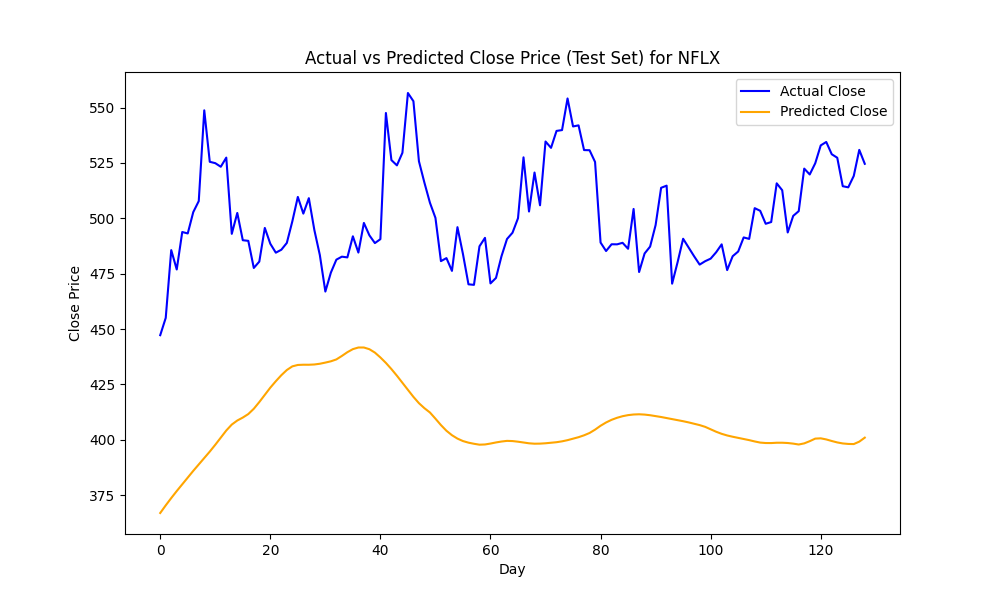 Actual vs Predicted Close Price (Test Set) for NFLX
Actual Close
Predicted Close
550
525
500
475
450
425
400
375
Close Price
0 20 40 60 80 100 120
Day